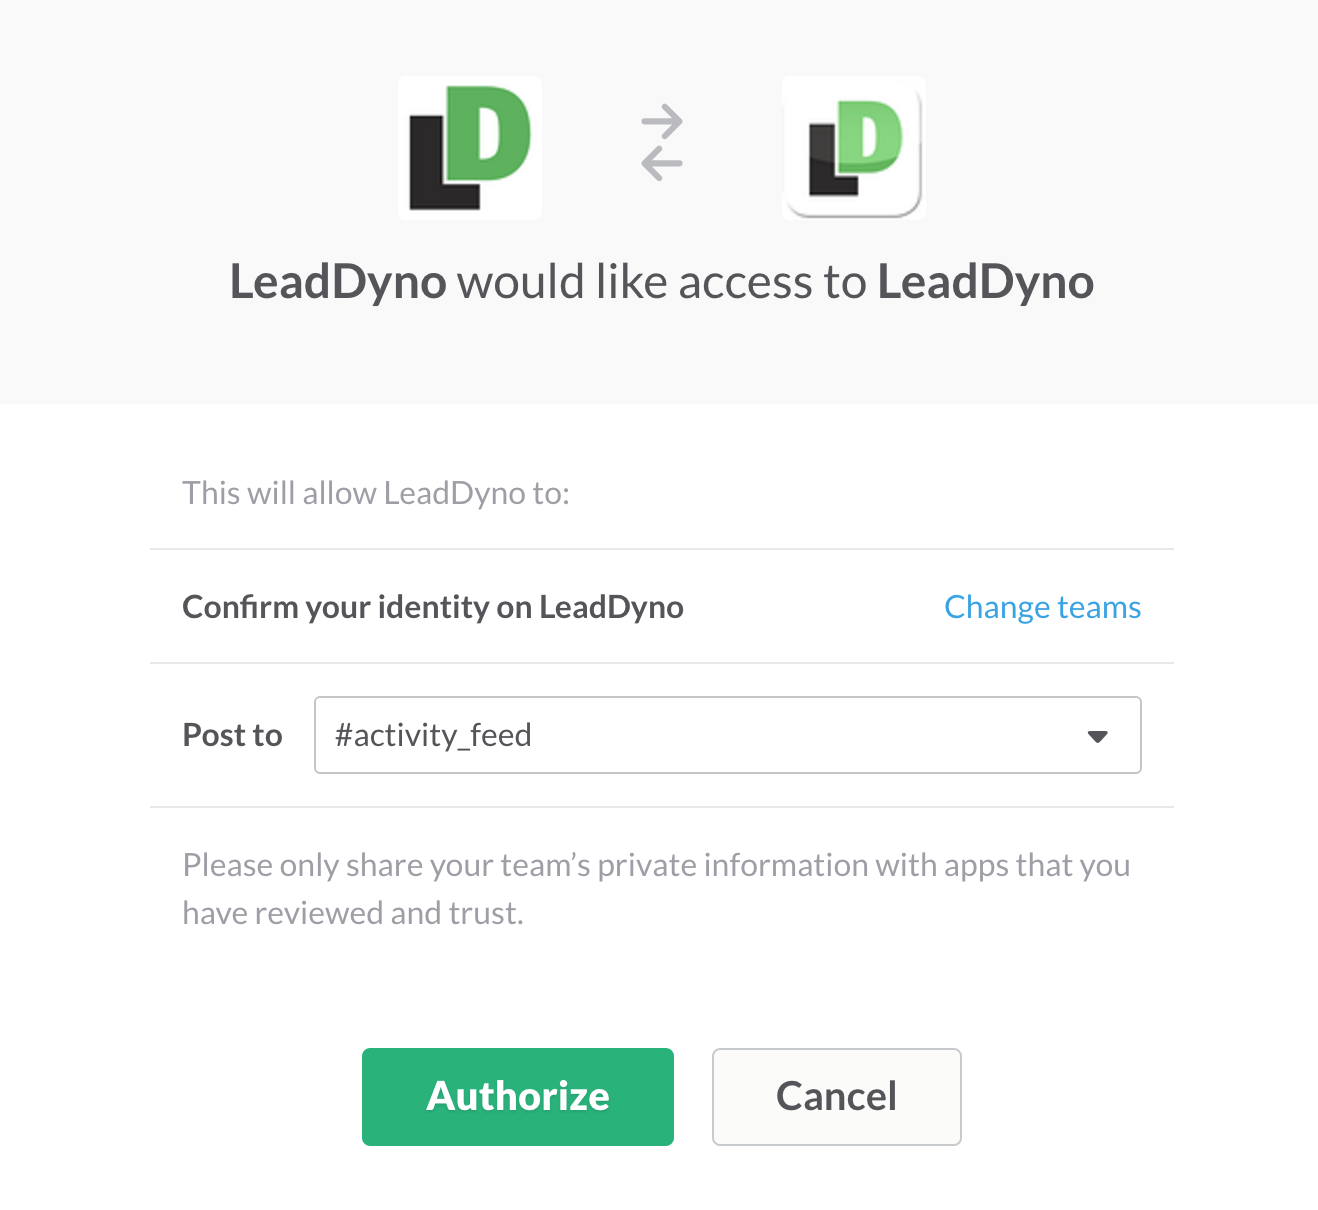 LD
LD
LeadDyno would like access to LeadDyno
This will allow LeadDyno to:
Confirm your identity on LeadDyno
Change teams
Post to
#activity_feed
Please only share your team’s private information with apps that you
have reviewed and trust.
Authorize
Cancel